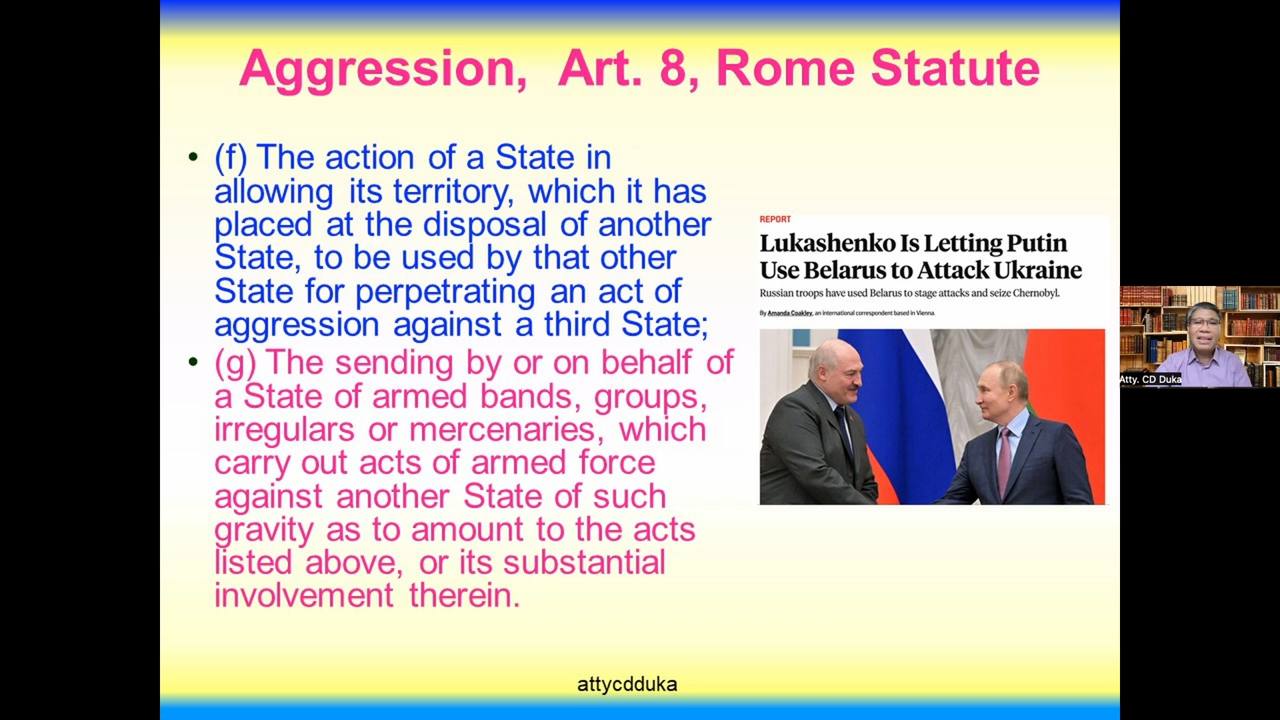 Aggression, Art. 8, Rome Statute
• (f) The action of a State in
allowing its territory, which it has
placed at the disposal of another
State, to be used by that other
State for perpetrating an act of
aggression against a third State;
• (g) The sending by or on behalf of
a State of armed bands, groups,
irregulars or mercenaries, which
carry out acts of armed force
against another State of such
gravity as to amount to the acts
listed above, or its substantial
involvement therein.
REPORT
Lukashenko Is Letting Putin
Use Belarus to Attack Ukraine
Russian troops have used Belarus to stage attacks and seize Chernobyl.
By Amanda Coakley, an international correspondent based in Vienna.
Atty. CD Duka
attycdduka